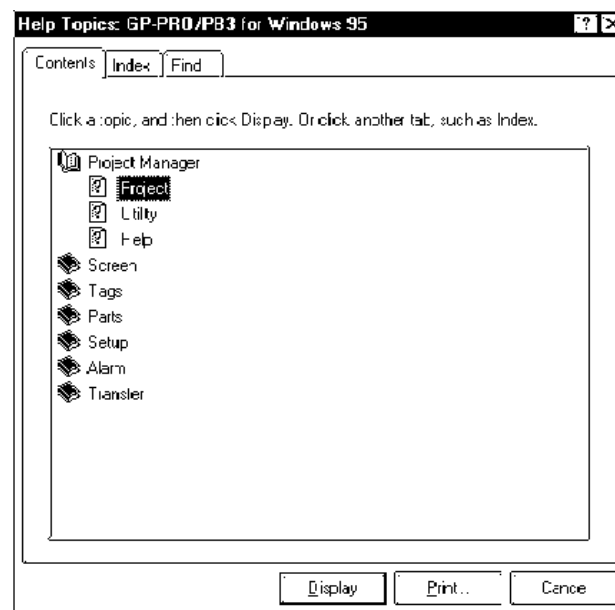 Help Topics: GP-PRO/PB3 for Windows 95
Contents Index Find
Click a topic, and then click Display. Or click another tab, such as Index.
Project Manager
Project
Utility
Help
Screen
Tags
Parts
Setup
Alarm
Transfer
Display Print... Cance